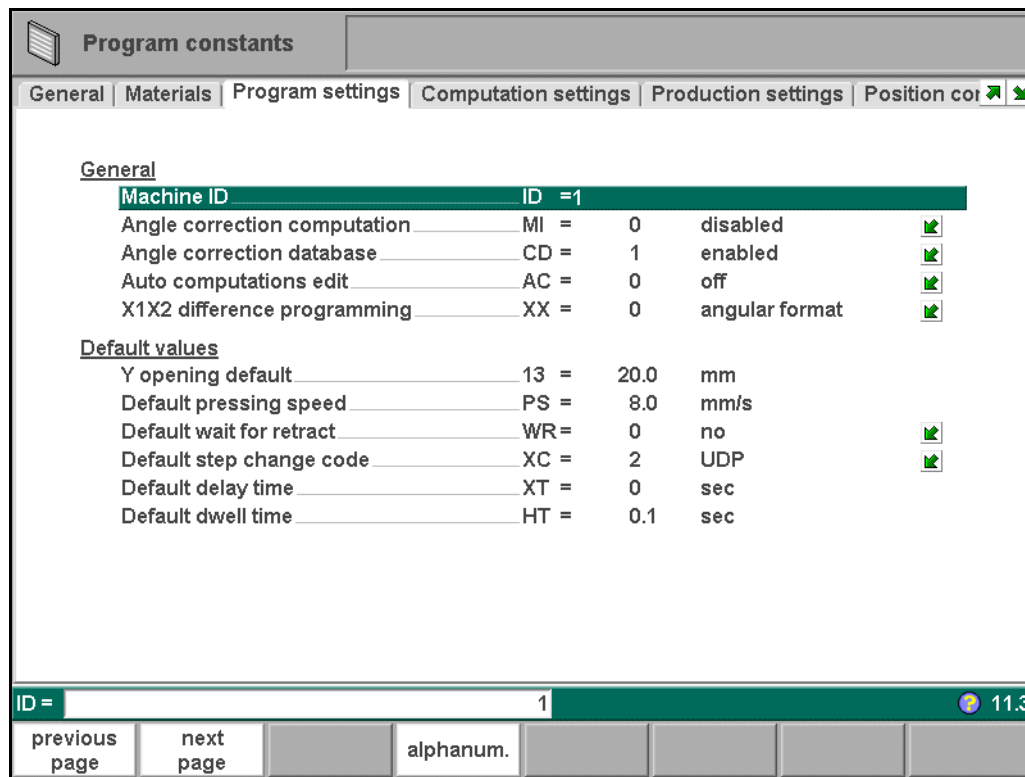 Program constants
General | Materials | Program settings | Computation settings | Production settings | Position
General
Machine ID ID =1
Angle correction computation MI = 0 disabled
Angle correction database CD = 1 enabled
Auto computations edit AC = 0 off
X1X2 difference programming XX = 0 angular format
Default values
Y opening default 13 = 20.0 mm
Default pressing speed PS = 8.0 mm/s
Default wait for retract WR = 0 no
Default step change code XC = 2 UDP
Default delay time XT = 0 sec
Default dwell time HT = 0.1 sec
ID = 1 ? 11.3
previous page next page alphanum.